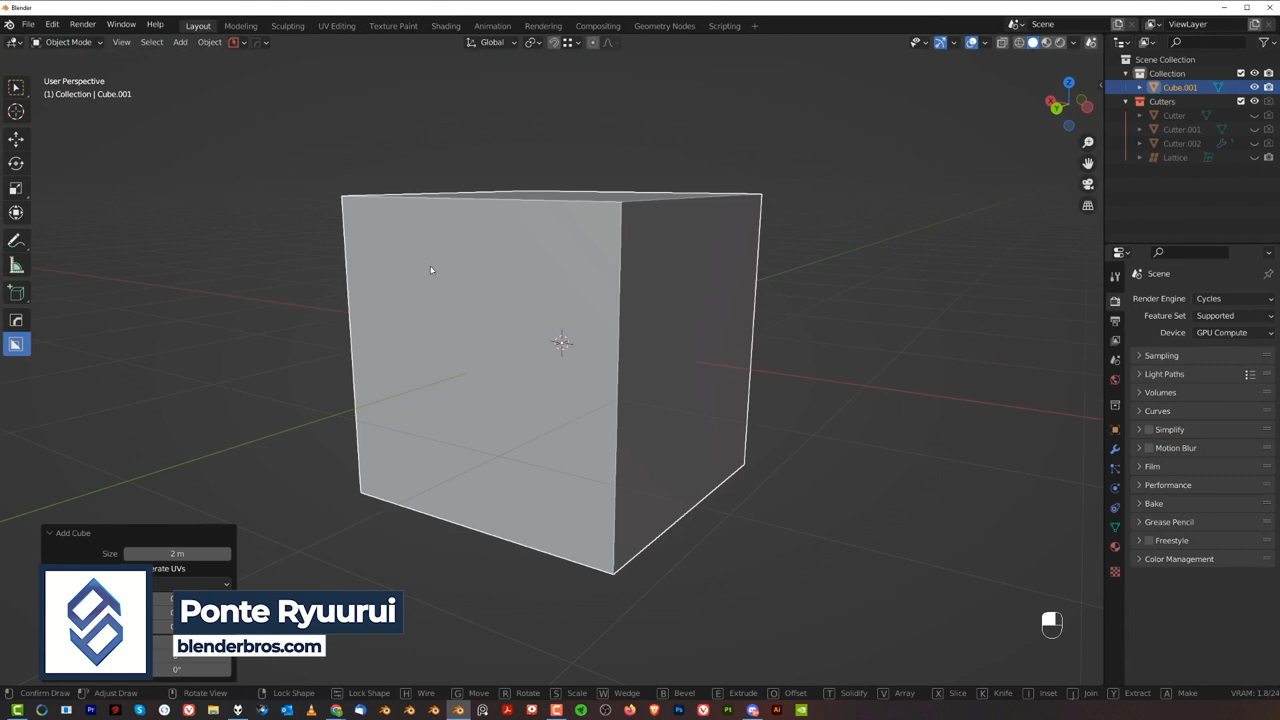 Blender
File Edit Render Window Help Layout Modeling Sculpting UV Editing Texture Paint Shading Animation Rendering Compositing Geometry Nodes Scripting + Scene ViewLayer
Object Mode View Select Add Object Global
User Perspective
(1) Collection | Cube.001
Scene Collection
Collection
Cube.001
Cutters
Cutter
Cutter.001
Cutter.002
Lattice
X
Y
Z
Scene
Render Engine Cycles
Feature Set Supported
Device GPU Compute
Sampling
Light Paths
Volumes
Curves
Simplify
Motion Blur
Film
Performance
Bake
Grease Pencil
Freestyle
Color Management
Add Cube
Size 2 m
erate UVs
Ponte Ryuurui
blenderbros.com
0°
Confirm Draw Adjust Draw Rotate View Lock Shape Lock Shape H Wire G Move R Rotate S Scale W Wedge B Bevel E Extrude O Offset T Solidify V Array X Slice K Knife I Inset J Join Y Extract A Make VRAM: 1.8/24